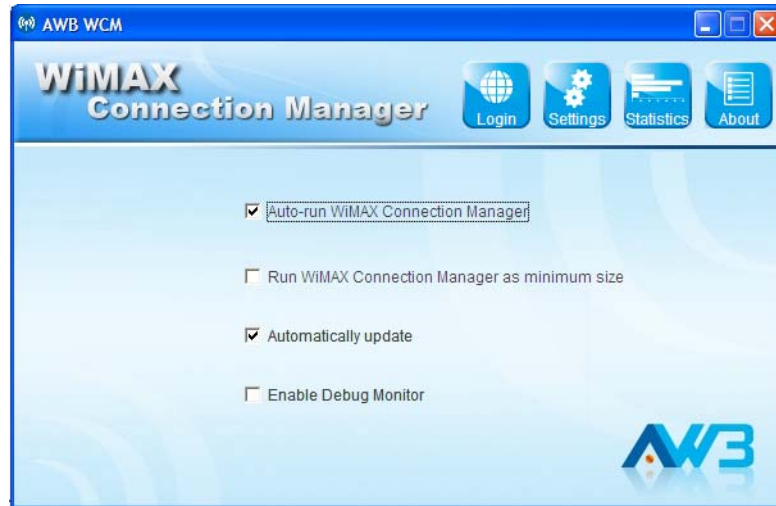 AWB WCM
WiMAX
Connection Manager
Login
Settings
Statistics
About
Auto-run WiMAX Connection Manager
Run WiMAX Connection Manager as minimum size
Automatically update
Enable Debug Monitor
AWB